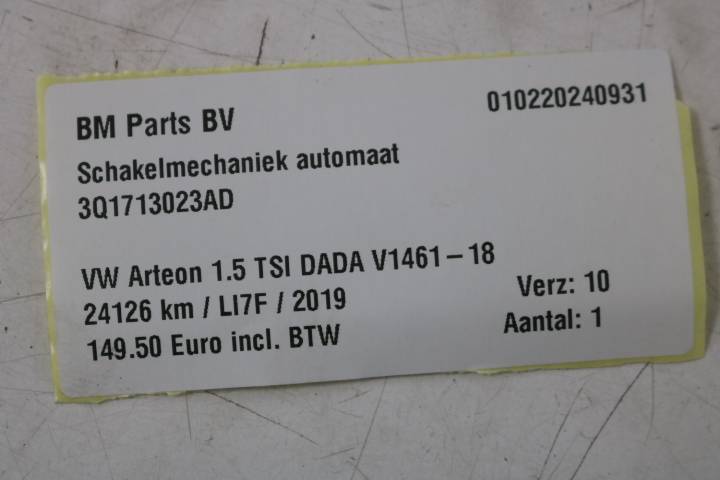 BM Parts BV 010220240931
Schakelmechaniek automaat
3Q1713023AD
VW Arteon 1.5 TSI DADA V1461 – 18
24126 km / LI7F / 2019 Verz: 10
149.50 Euro incl. BTW Aantal: 1